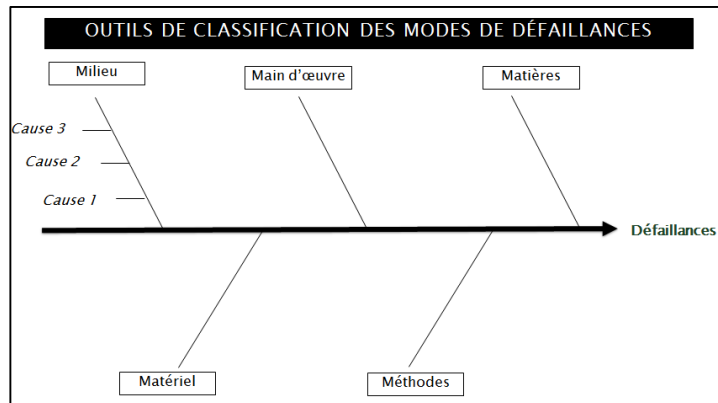 OUTILS DE CLASSIFICATION DES MODES DE DÉFAILLANCES
Milieu
Main d'œuvre
Matières
Cause 3
Cause 2
Cause 1
Défaillances
Matériel
Méthodes